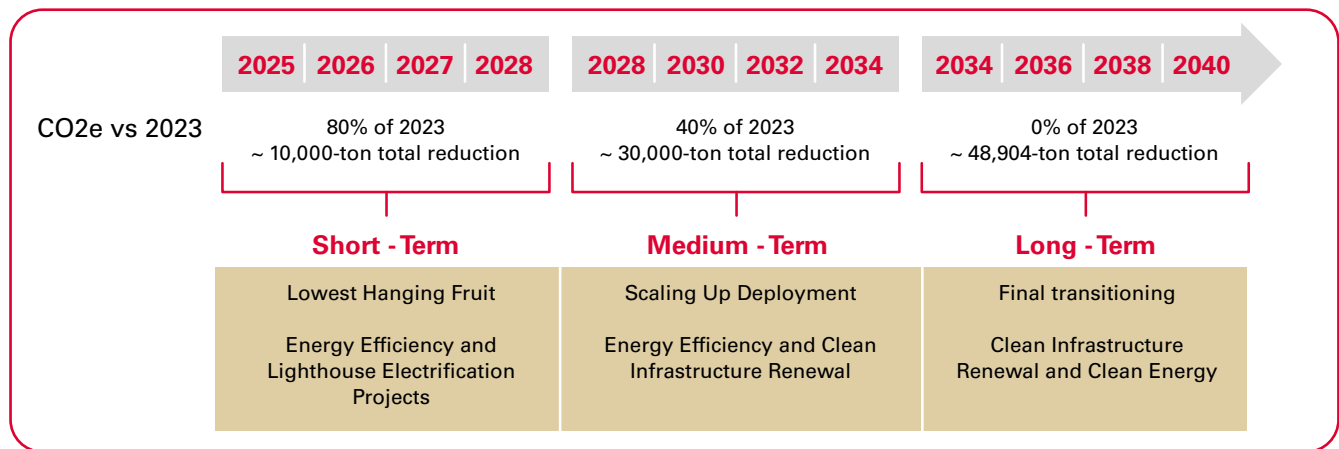 2025 2026 2027 2028 2028 2030 2032 2034 2034 2036 2038 2040
CO2e vs 2023
80% of 2023
~ 10,000-ton total reduction
40% of 2023
~ 30,000-ton total reduction
0% of 2023
~ 48,904-ton total reduction
Short - Term
Lowest Hanging Fruit
Energy Efficiency and
Lighthouse Electrification
Projects
Medium - Term
Scaling Up Deployment
Energy Efficiency and Clean
Infrastructure Renewal
Long - Term
Final transitioning
Clean Infrastructure
Renewal and Clean Energy